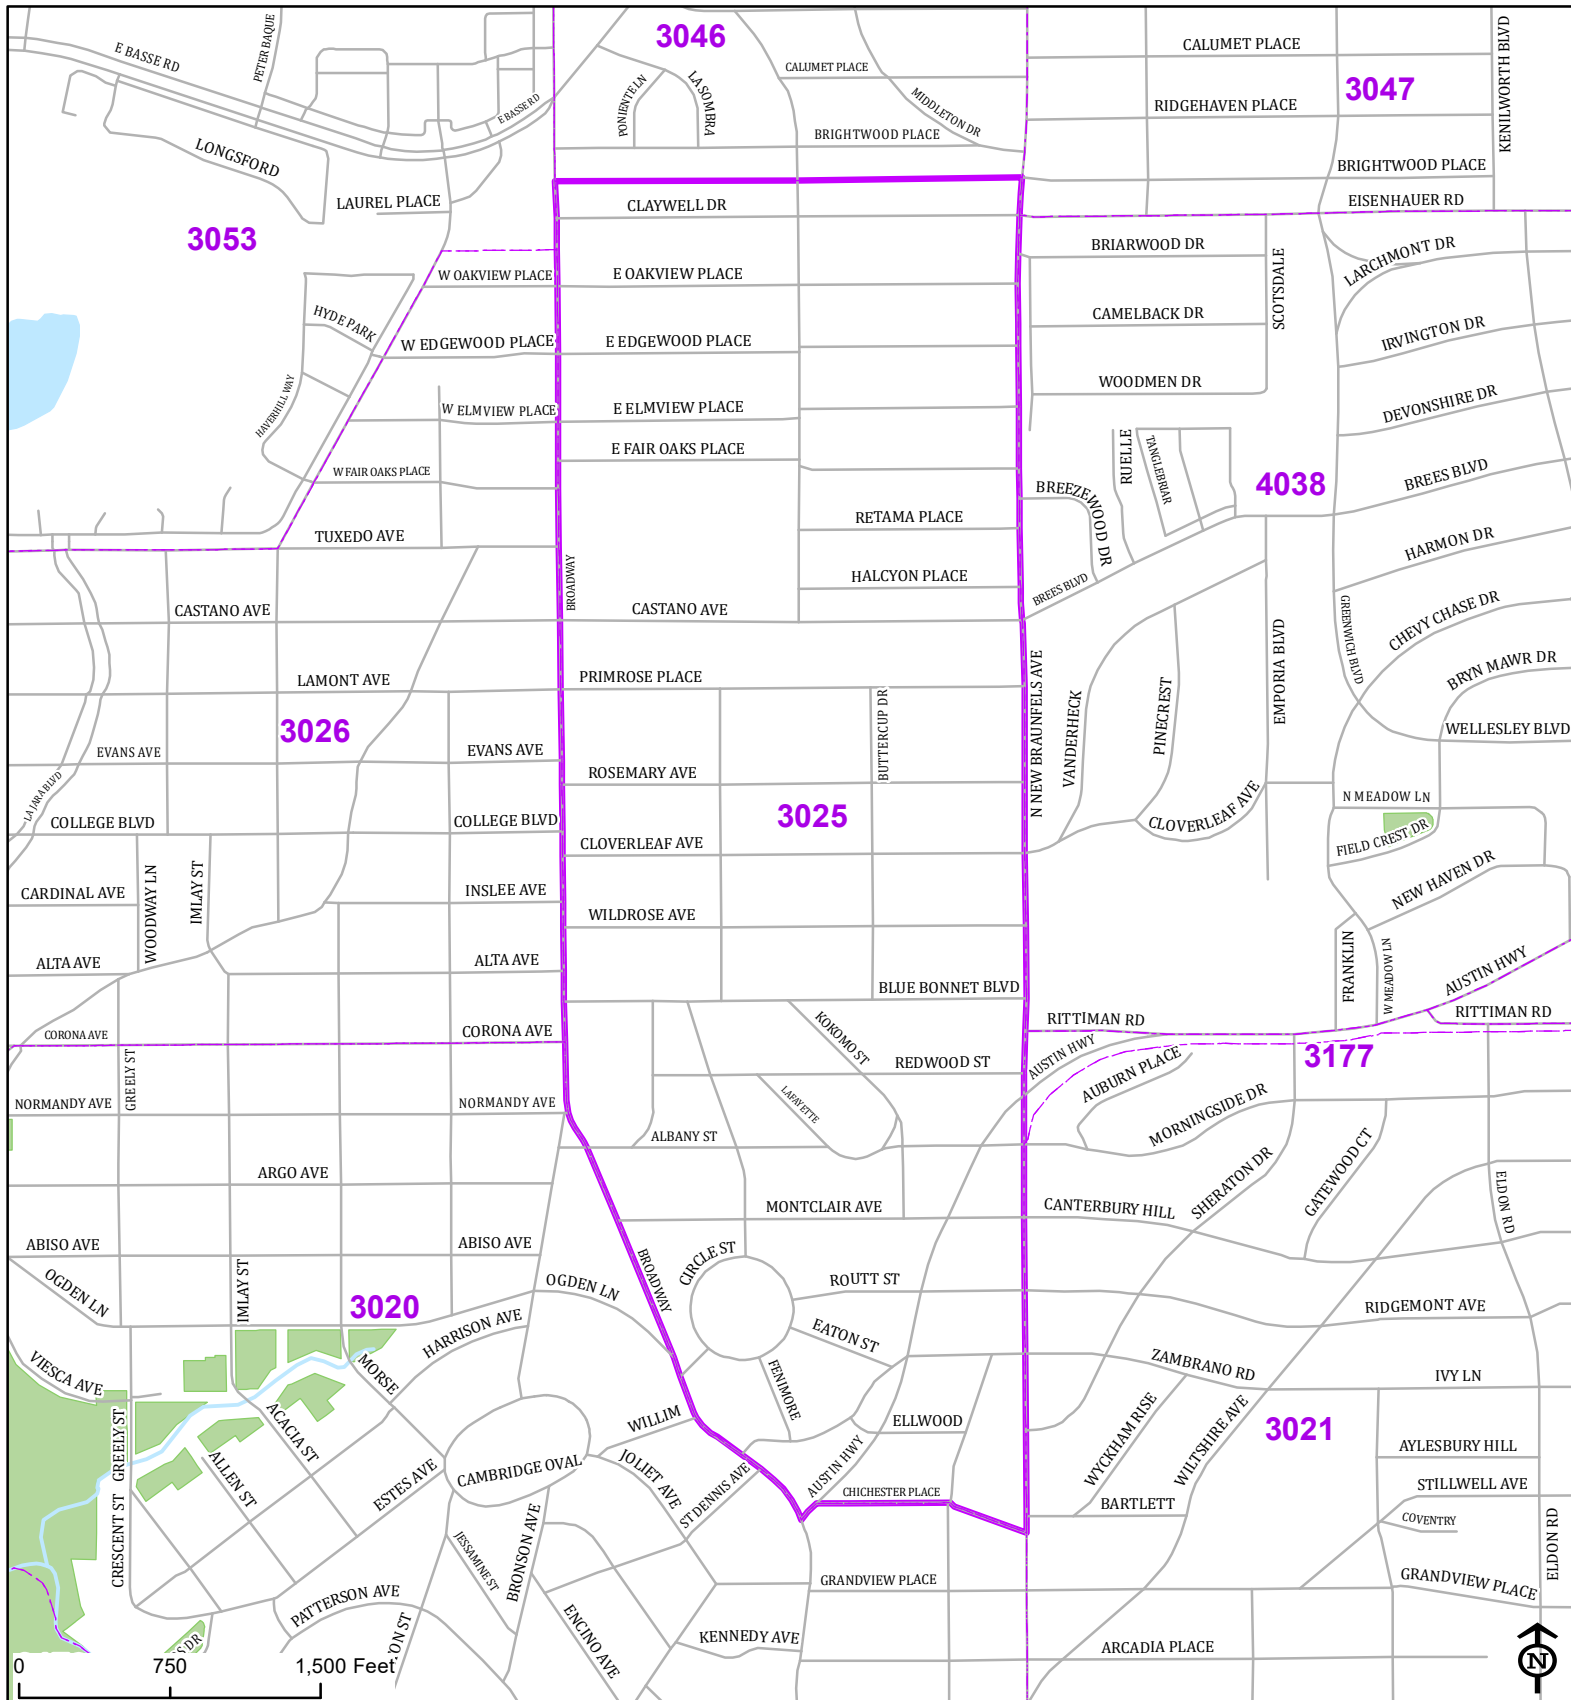 3046
E BASSE RD
PETER BAQUE
CALUMET PLACE
CALUMET PLACE
KENILWORTH BLVD
3047
PONIENTE LN
LA SOMBRA
MIDDLETON DR
E BASSE RD
RIDGEHAVEN PLACE
BRIGHTWOOD PLACE
BRIGHTWOOD PLACE
LONGSFORD
LAUREL PLACE
CLAYWELL DR
EISENHAUER RD
3053
BRIARWOOD DR
LARCHMONT DR
W OAKVIEW PLACE
E OAKVIEW PLACE
SCOTSDALE
HYDE PARK
CAMELBACK DR
IRVINGTON DR
W EDGEWOOD PLACE
E EDGEWOOD PLACE
WOODMEN DR
HAVERHILL WAY
W ELMVIEW PLACE
E ELMVIEW PLACE
DEVONSHIRE DR
E FAIR OAKS PLACE
W FAIR OAKS PLACE
RUELLE
TANGLEBRIAR
4038
BREES BLVD
BREEZEWOOD DR
RETAMA PLACE
TUXEDO AVE
HARMON DR
HALCYON PLACE
BROADWAY
BREES BLVD
CASTANO AVE
CASTANO AVE
GREENWICH BLVD
CHEVY CHASE DR
EMPORIA BLVD
LAMONT AVE
PRIMROSE PLACE
BRYN MAWR DR
N NEW BRAUNFELS AVE
3026
BUTTERCUP DR
VANDERHECK
PINECREST
WELLESLEY BLVD
EVANS AVE
EVANS AVE
ROSEMARY AVE
LA JARA BLVD
N MEADOW LN
3025
COLLEGE BLVD
COLLEGE BLVD
CLOVERLEAF AVE
CLOVERLEAF AVE
FIELD CREST DR
CARDINAL AVE
WOODWAY LN
IMLAY ST
INSLEE AVE
NEW HAVEN DR
WILDROSE AVE
ALTA AVE
ALTA AVE
FRANKLIN
W MEADOW LN
AUSTIN HWY
BLUE BONNET BLVD
RITTIMAN RD
RITTIMAN RD
CORONA AVE
CORONA AVE
KOKOMO ST
AUSTIN HWY
3177
REDWOOD ST
AUBURN PLACE
GREELY ST
NORMANDY AVE
NORMANDY AVE
LAFAYETTE
MORNINGSIDE DR
ALBANY ST
ARGO AVE
SHERATON DR
GATEWOOD CT
MONTCLAIR AVE
CANTERBURY HILL
ELDON RD
ABISO AVE
ABISO AVE
CIRCLE ST
BROADWAY
OGDEN LN
IMLAY ST
OGDEN LN
ROUTT ST
3020
RIDGEMONT AVE
HARRISON AVE
EATON ST
VIESCA AVE
MORSE
FENIMORE
ZAMBRANO RD
IVY LN
WILLIM
ELLWOOD
3021
GREELY ST
ACACIA ST
WYCKHAM RISE
WILTSHIRE AVE
AYLESBURY HILL
ALLEN ST
ESTES AVE
CAMBRIDGE OVAL
JOLIET AVE
ST DENNIS AVE
AUSTIN HWY
CHICHESTER PLACE
BARTLETT
STILLWELL AVE
COVENTRY
CRESCENT ST
JESSAMINE ST
BRONSON AVE
ELDON RD
GRANDVIEW PLACE
GRANDVIEW PLACE
PATTERSON AVE
ENCINO AVE
KENNEDY AVE
ARCADIA PLACE
N
0 750 1,500 Feet